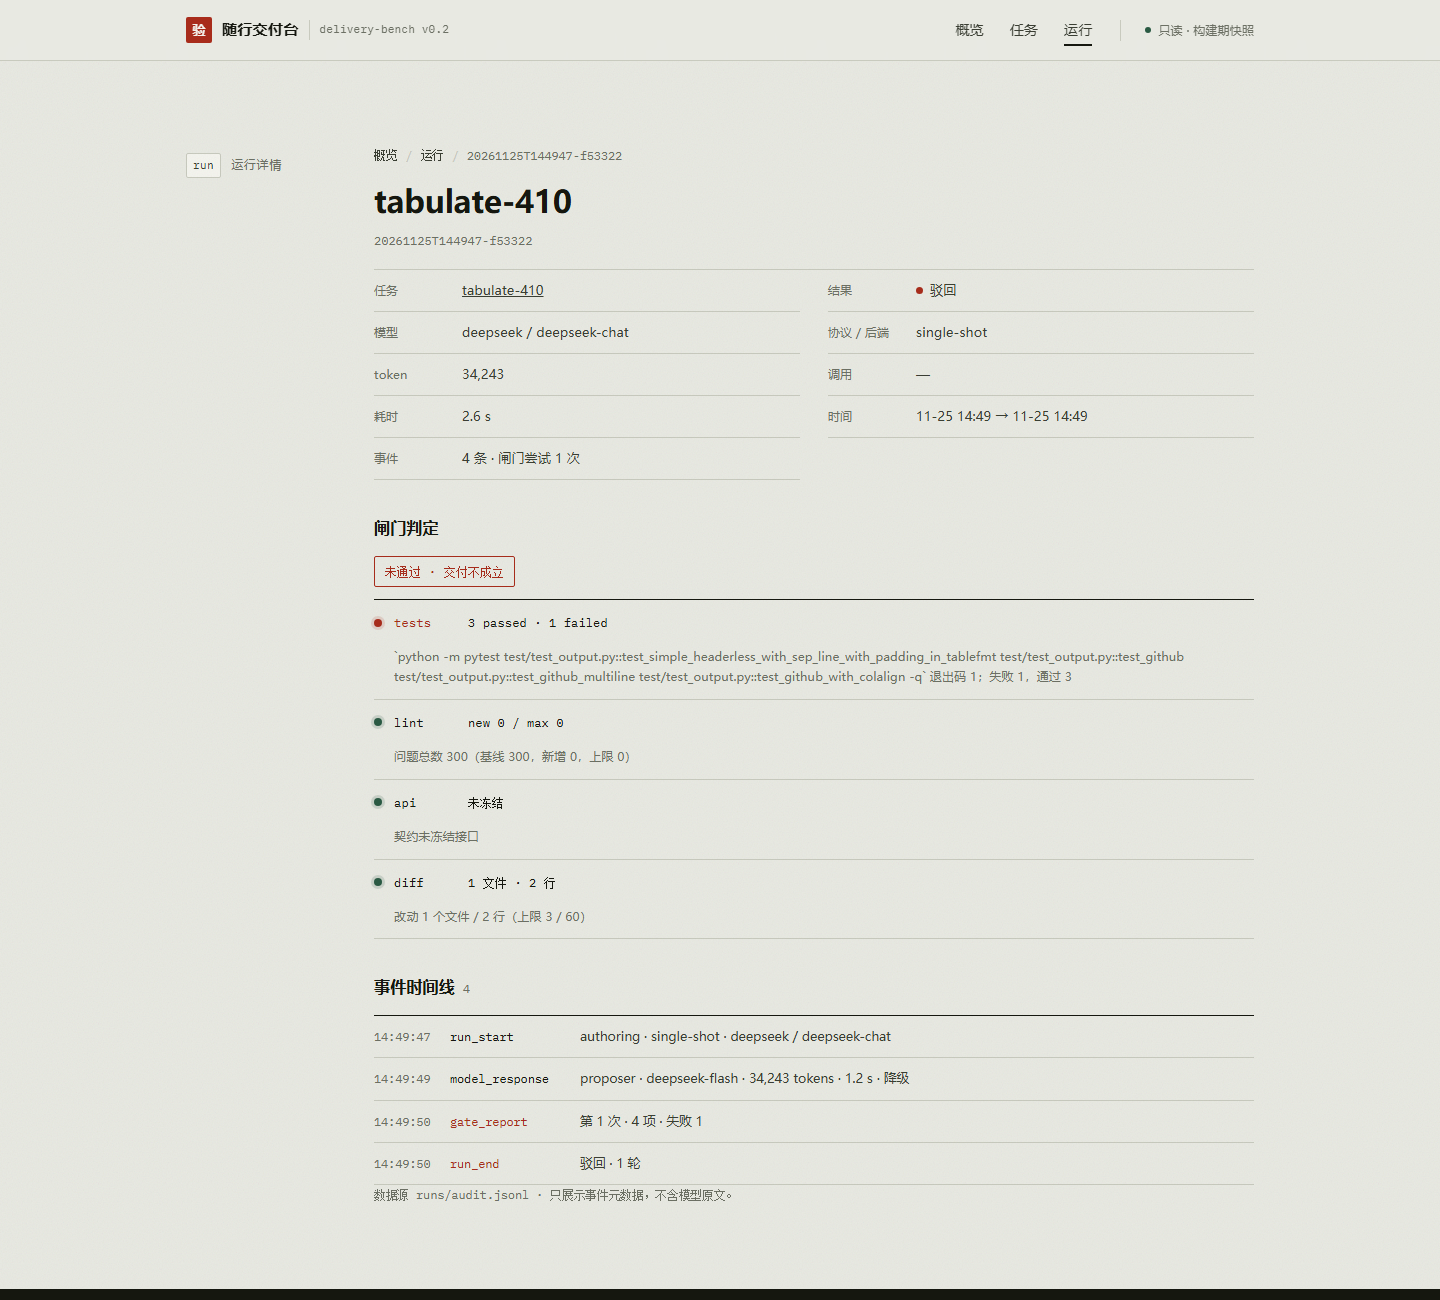 验 随行交付台 delivery-bench v0.2 概览 任务 运行 只读 · 构建期快照
run 运行详情
概览 / 运行 / 20261125T144947-f53322
tabulate-410
20261125T144947-f53322
任务 tabulate-410 结果 驳回
模型 deepseek / deepseek-chat 协议 / 后端 single-shot
token 34,243 调用 —
耗时 2.6 s 时间 11-25 14:49 → 11-25 14:49
事件 4 条 · 闸门尝试 1 次
闸门判定
未通过 · 交付不成立
tests 3 passed · 1 failed
`python -m pytest test/test_output.py::test_simple_headerless_with_sep_line_with_padding_in_tablefmt test/test_output.py::test_github
test/test_output.py::test_github_multiline test/test_output.py::test_github_with_colalign -q` 退出码 1；失败 1，通过 3
lint new 0 / max 0
问题总数 300（基线 300，新增 0，上限 0）
api 未冻结
契约未冻结接口
diff 1 文件 · 2 行
改动 1 个文件 / 2 行（上限 3 / 60）
事件时间线 4
14:49:47 run_start authoring · single-shot · deepseek / deepseek-chat
14:49:49 model_response proposer · deepseek-flash · 34,243 tokens · 1.2 s · 降级
14:49:50 gate_report 第 1 次 · 4 项 · 失败 1
14:49:50 run_end 驳回 · 1 轮
数据源 runs/audit.jsonl · 只展示事件元数据，不含模型原文。